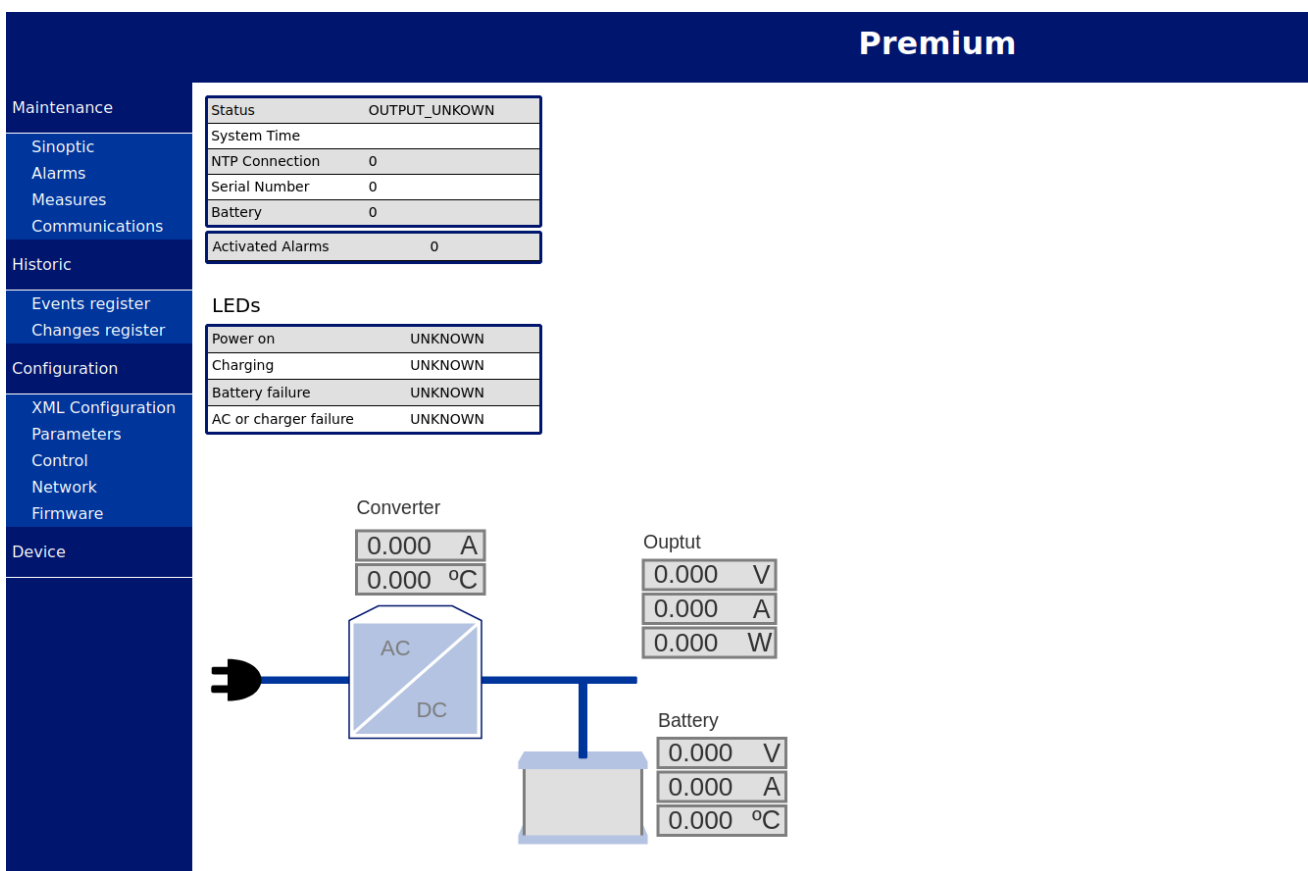 Premium
Maintenance
Sinoptic
Alarms
Measures
Communications
Historic
Events register
Changes register
Configuration
XML Configuration
Parameters
Control
Network
Firmware
Device
Status OUTPUT_UNKOWN
System Time
NTP Connection 0
Serial Number 0
Battery 0
Activated Alarms 0
LEDs
Power on UNKNOWN
Charging UNKNOWN
Battery failure UNKNOWN
AC or charger failure UNKNOWN
Converter
0.000 A
0.000 ºC
AC
DC
Ouptut
0.000 V
0.000 A
0.000 W
Battery
0.000 V
0.000 A
0.000 ºC